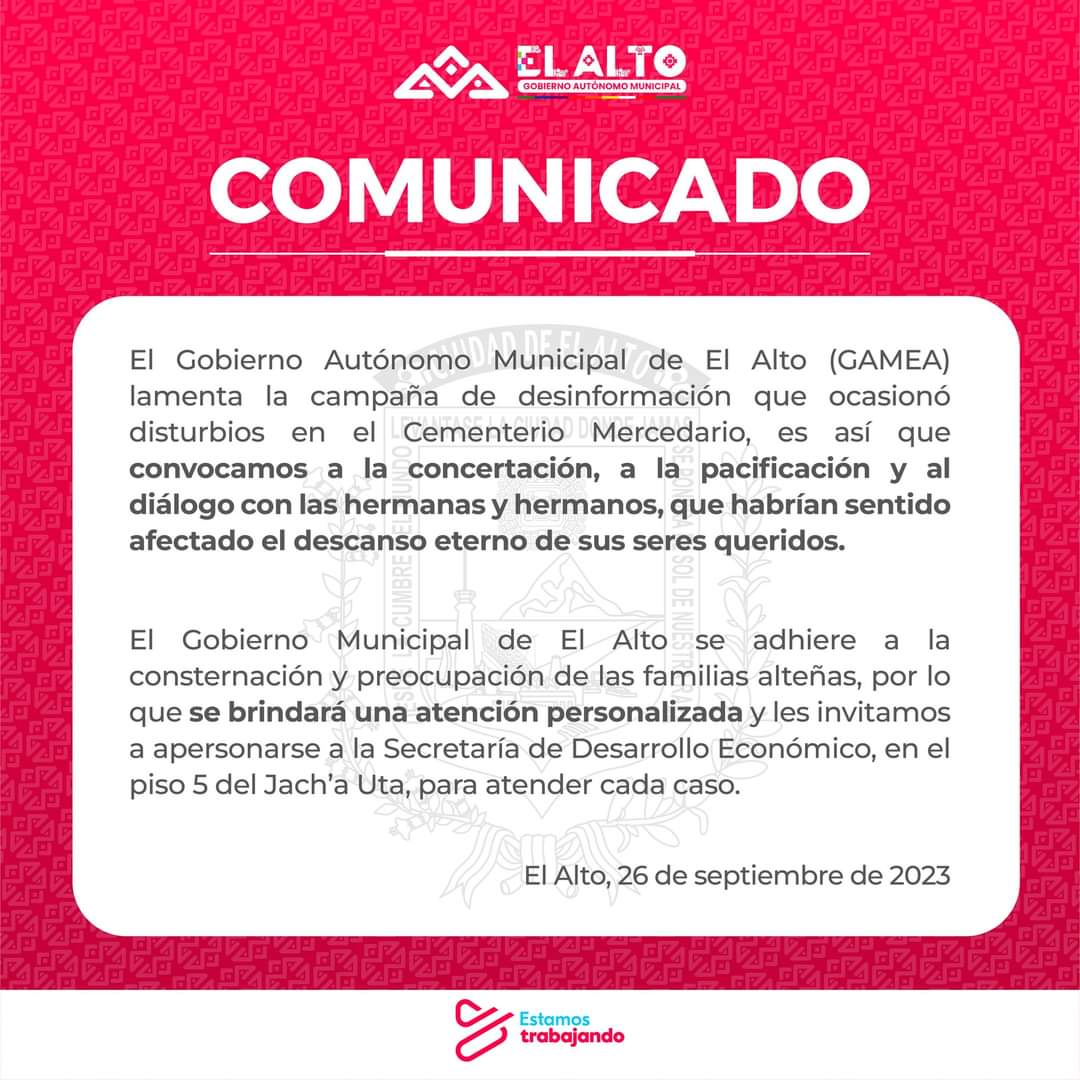 EL ALTO
GOBIERNO AUTÓNOMO MUNICIPAL
COMUNICADO
El Gobierno Autónomo Municipal de El Alto (GAMEA)
lamenta la campaña de desinformación que ocasionó
disturbios en el Cementerio Mercedario, es así que
convocamos a la concertación, a la pacificación y al
diálogo con las hermanas y hermanos, que habrían sentido
afectado el descanso eterno de sus seres queridos.
El Gobierno Municipal de El Alto se adhiere a la
consternación y preocupación de las familias alteñas, por lo
que se brindará una atención personalizada y les invitamos
a apersonarse a la Secretaría de Desarrollo Económico, en el
piso 5 del Jach’a Uta, para atender cada caso.
El Alto, 26 de septiembre de 2023
Estamos
trabajando